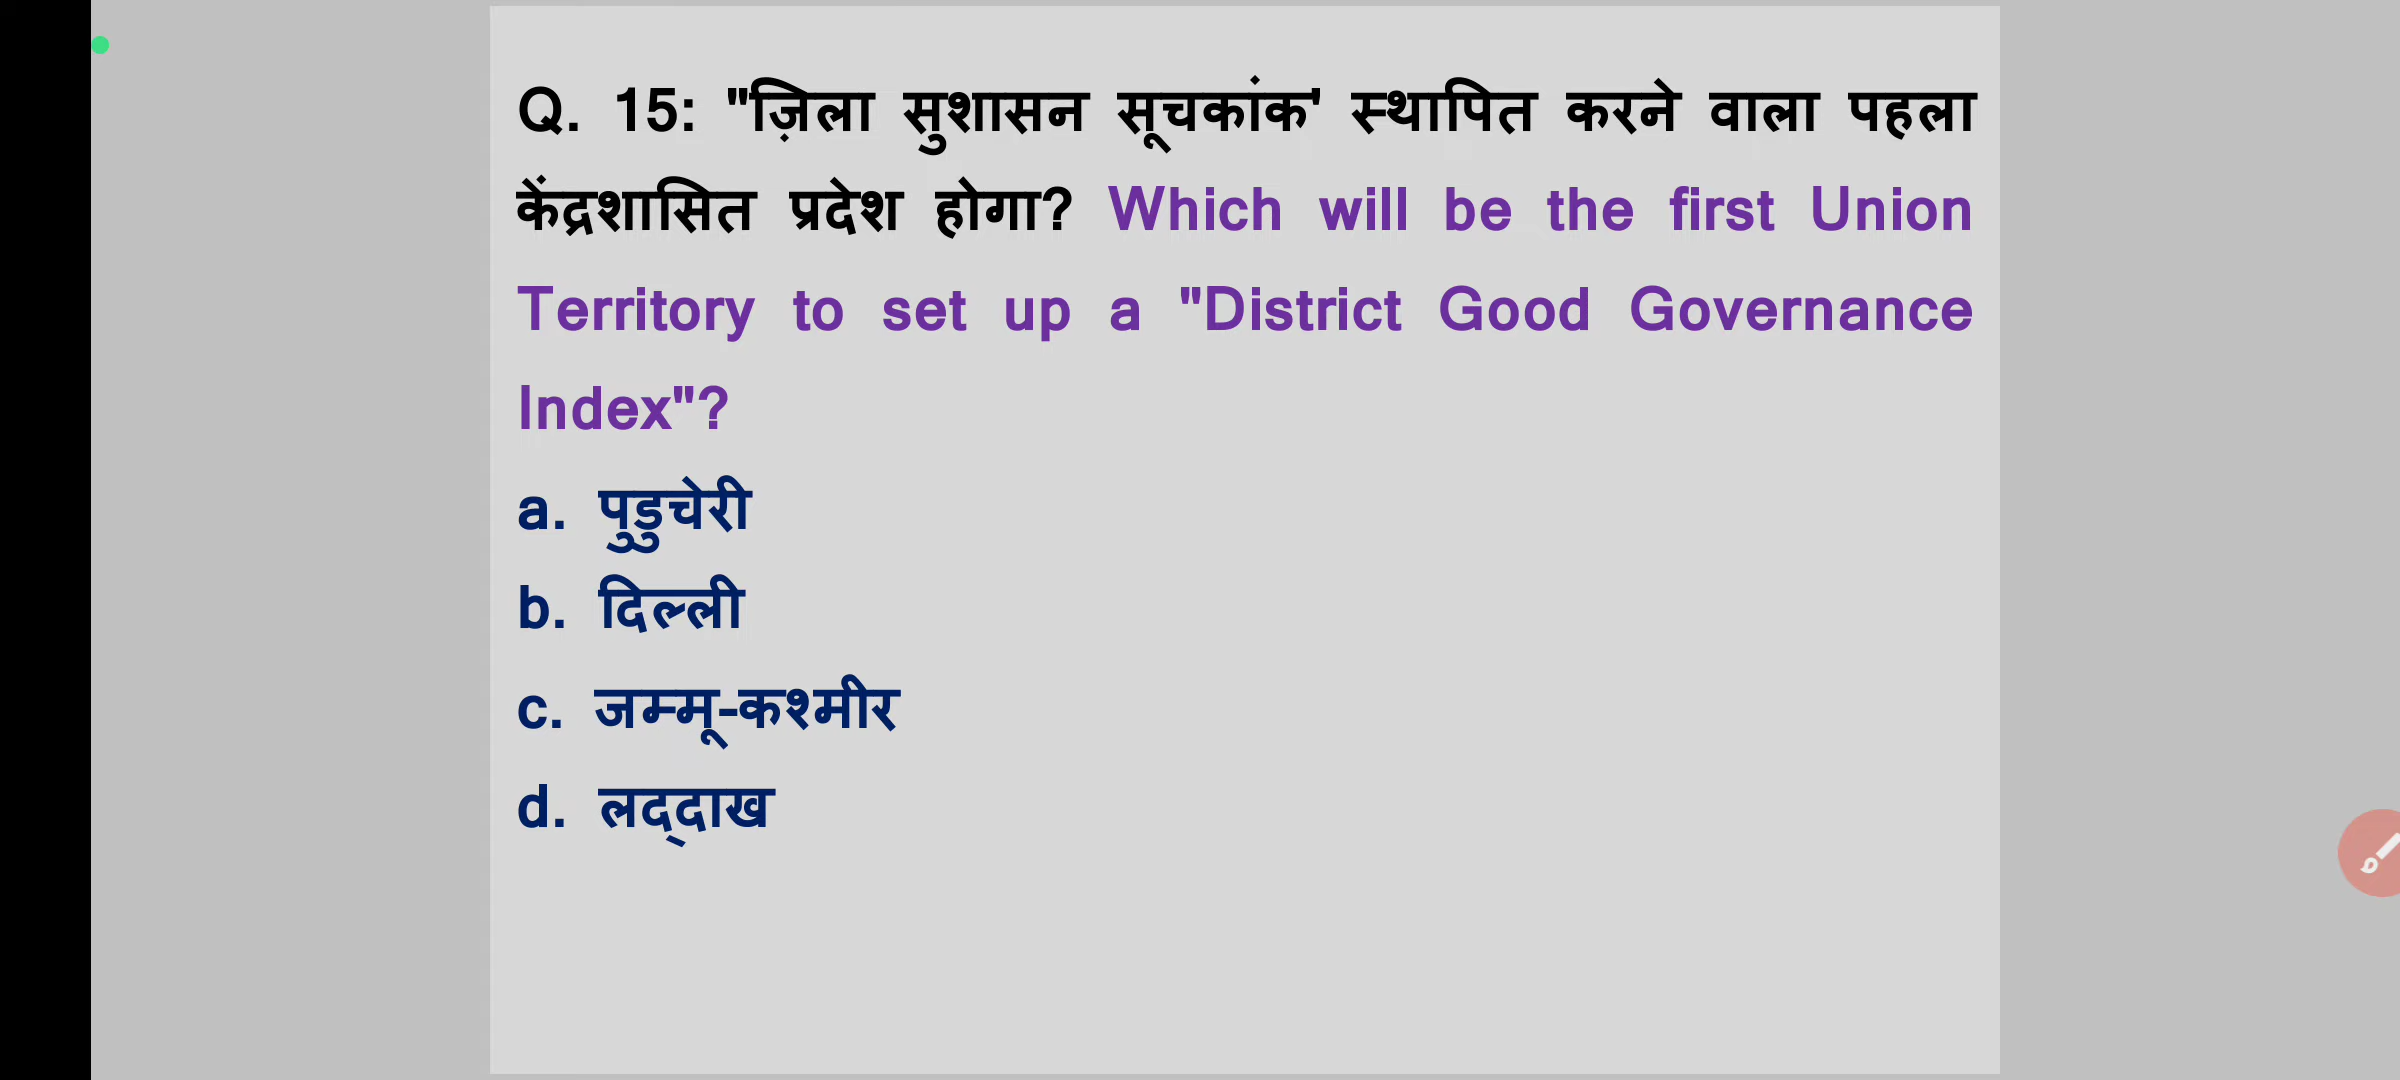 Q. 15: "ज़िला सुशासन सूचकांक' स्थापित करने वाला पहला
केंद्रशासित प्रदेश होगा? Which will be the first Union
Territory to set up a "District Good Governance
Index"?
a. पुडुचेरी
b. दिल्ली
c. जम्मू-कश्मीर
d. लद्दाख